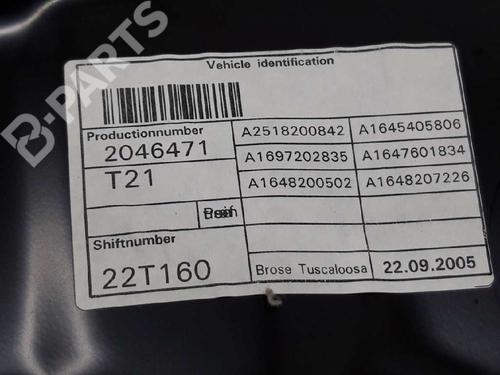 B-PARTS
Vehicle identification
Productionnumber
2046471
T21
Shiftnumber
22T160
A2518200842 A1645405806
A1697202835 A1647601834
A1648200502 A1648207226
Brose Tuscaloosa 22.09.2005